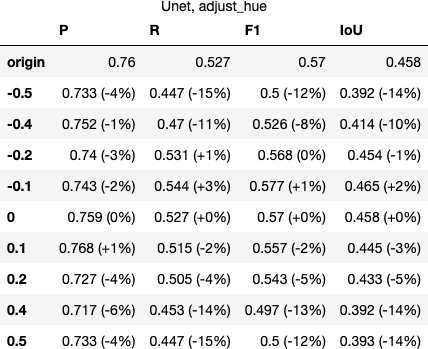 Unet, adjust_hue
P R F1 IoU
origin 0.76 0.527 0.57 0.458
-0.5 0.733 (-4%) 0.447 (-15%) 0.5 (-12%) 0.392 (-14%)
-0.4 0.752 (-1%) 0.47 (-11%) 0.526 (-8%) 0.414 (-10%)
-0.2 0.74 (-3%) 0.531 (+1%) 0.568 (0%) 0.454 (-1%)
-0.1 0.743 (-2%) 0.544 (+3%) 0.577 (+1%) 0.465 (+2%)
0 0.759 (0%) 0.527 (+0%) 0.57 (+0%) 0.458 (+0%)
0.1 0.768 (+1%) 0.515 (-2%) 0.557 (-2%) 0.445 (-3%)
0.2 0.727 (-4%) 0.505 (-4%) 0.543 (-5%) 0.433 (-5%)
0.4 0.717 (-6%) 0.453 (-14%) 0.497 (-13%) 0.392 (-14%)
0.5 0.733 (-4%) 0.447 (-15%) 0.5 (-12%) 0.393 (-14%)